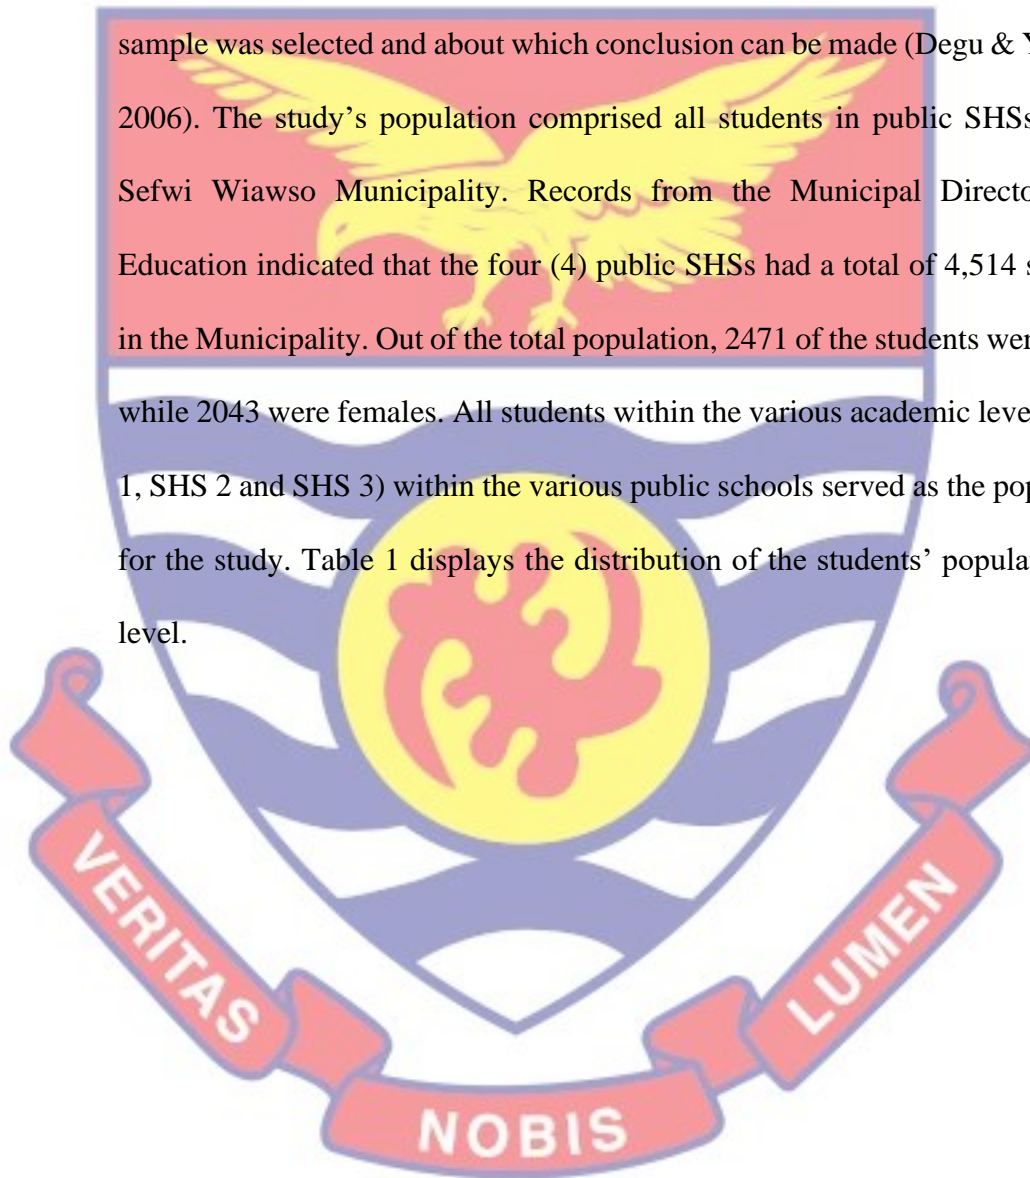 sample was selected and about which conclusion can be made (Degu &
2006). The study’s population comprised all students in public SHSs
Sefwi Wiawso Municipality. Records from the Municipal
Education indicated that the four (4) public SHSs had a total of 4,514
in the Municipality. Out of the total population, 2471 of the students
while 2043 were females. All students within the various academic
1, SHS 2 and SHS 3) within the various public schools served as the
for the study. Table 1 displays the distribution of the students’
level.
VERITAS
NOBIS
LUMEN